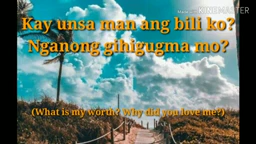 Kay unsa man ang bili ko?
Nganong gihigugma mo?
(What is my worth? Why did you love me?)